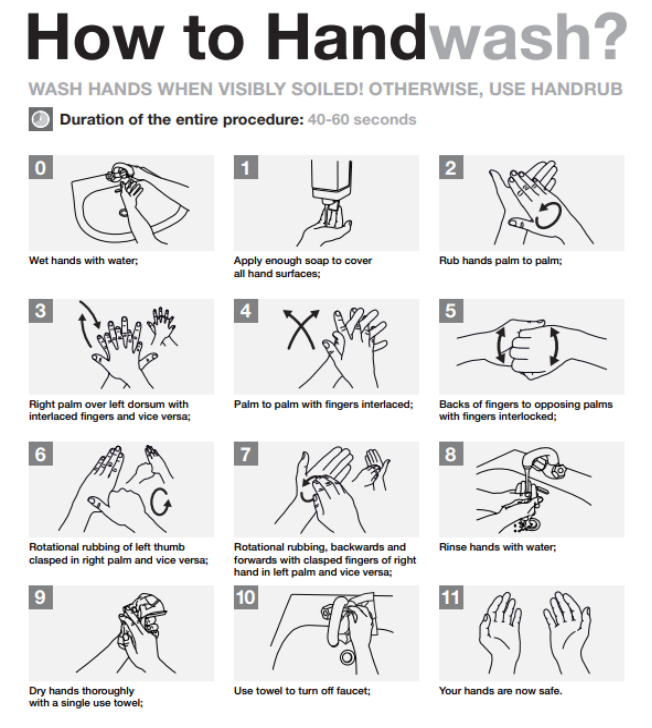 How to Handwash?
WASH HANDS WHEN VISIBLY SOILED! OTHERWISE, USE HANDRUB
Duration of the entire procedure: 40-60 seconds
0
Wet hands with water;
1
Apply enough soap to cover
all hand surfaces;
2
Rub hands palm to palm;
3
Right palm over left dorsum with
interlaced fingers and vice versa;
4
Palm to palm with fingers interlaced;
5
Backs of fingers to opposing palms
with fingers interlocked;
6
Rotational rubbing of left thumb
clasped in right palm and vice versa;
7
Rotational rubbing, backwards and
forwards with clasped fingers of right
hand in left palm and vice versa;
8
Rinse hands with water;
9
Dry hands thoroughly
with a single use towel;
10
Use towel to turn off faucet;
11
Your hands are now safe.